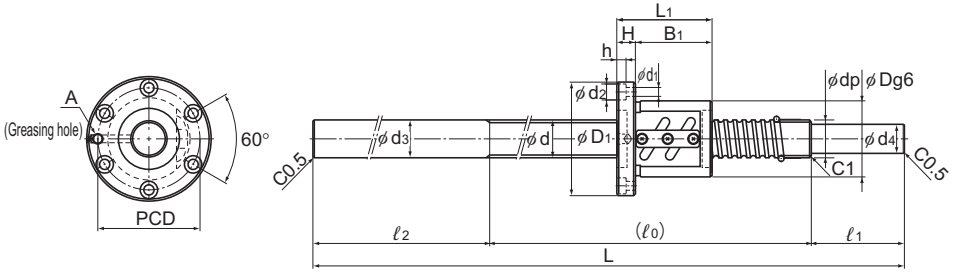 A
(Greasing hole)
60°
PCD
L1
H
B1
h
φd1
φd2
φdp
φDg6
φd3
φd
φD1
φd4
C0.5
C1
C0.5
ℓ2
(ℓ0)
ℓ1
L